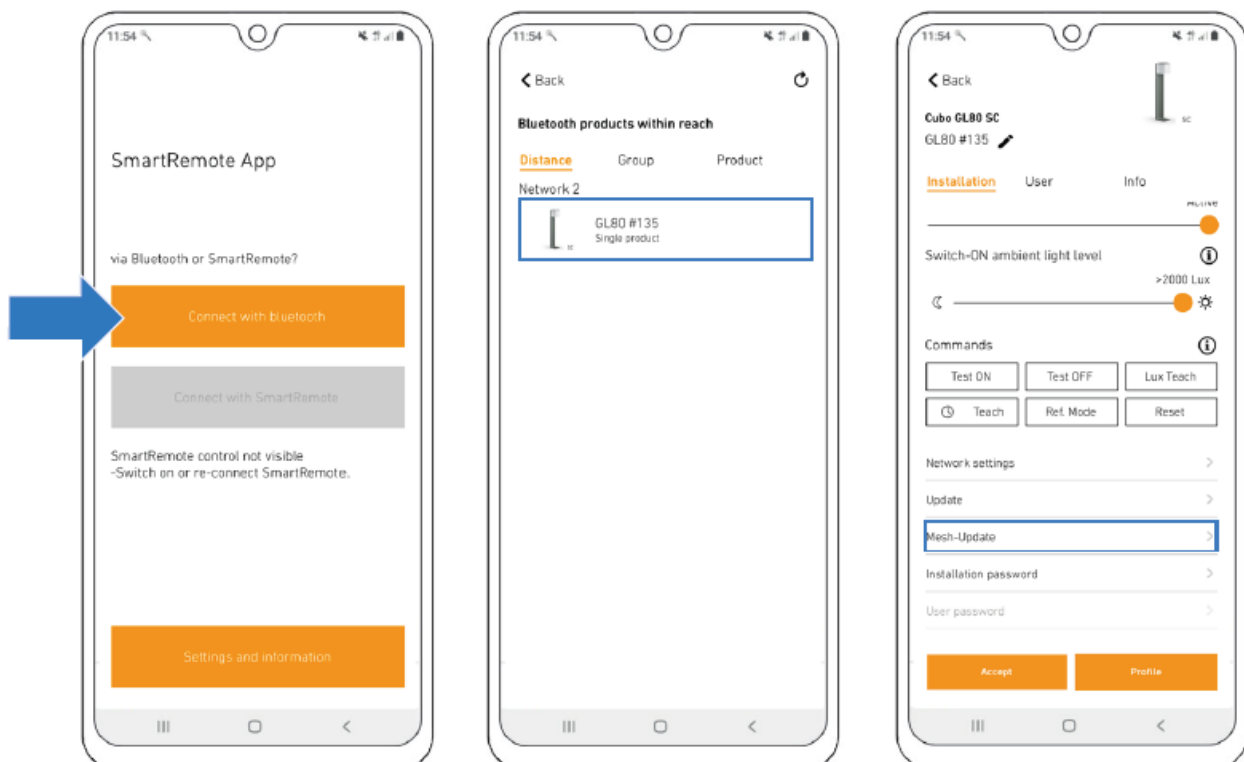 11:54
SmartRemote App
via Bluetooth or SmartRemote?
Connect with bluetooth
Connect with SmartRemote
SmartRemote control not visible
-Switch on or re-connect SmartRemote.
Settings and information
11:54
Back
Bluetooth products within reach
Distance Group Product
Network 2
GL80 #135
Single product
SC
11:54
Back
SC
Cubo GL80 SC
GL80 #135
Installation User Info
Active
Switch-ON ambient light level
>2000 Lux
Commands
Test ON Test OFF Lux Teach
Teach Ref. Mode Reset
Network settings
Update
Mesh-Update
Installation password
User password
Accept Profile